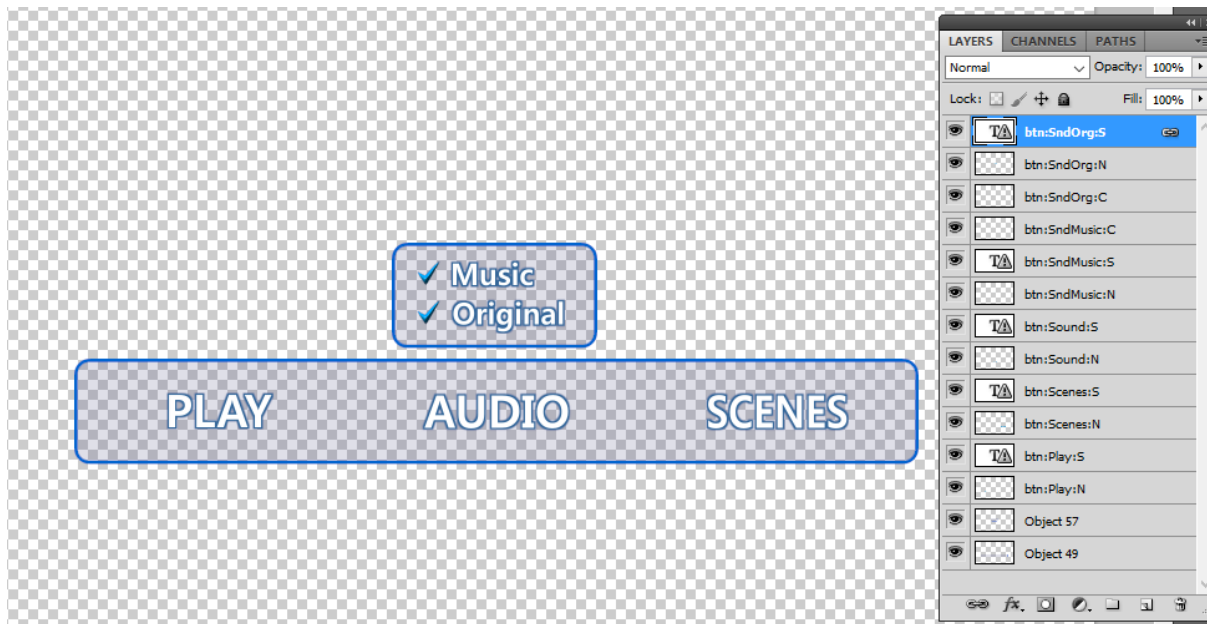 LAYERS CHANNELS PATHS
Normal Opacity: 100%
Lock: Fill: 100%
btn:SndOrg:S
btn:SndOrg:N
btn:SndOrg:C
btn:SndMusic:C
btn:SndMusic:S
btn:SndMusic:N
btn:Sound:S
btn:Sound:N
btn:Scenes:S
btn:Scenes:N
btn:Play:S
btn:Play:N
Object 57
Object 49
Music
Original
PLAY AUDIO SCENES